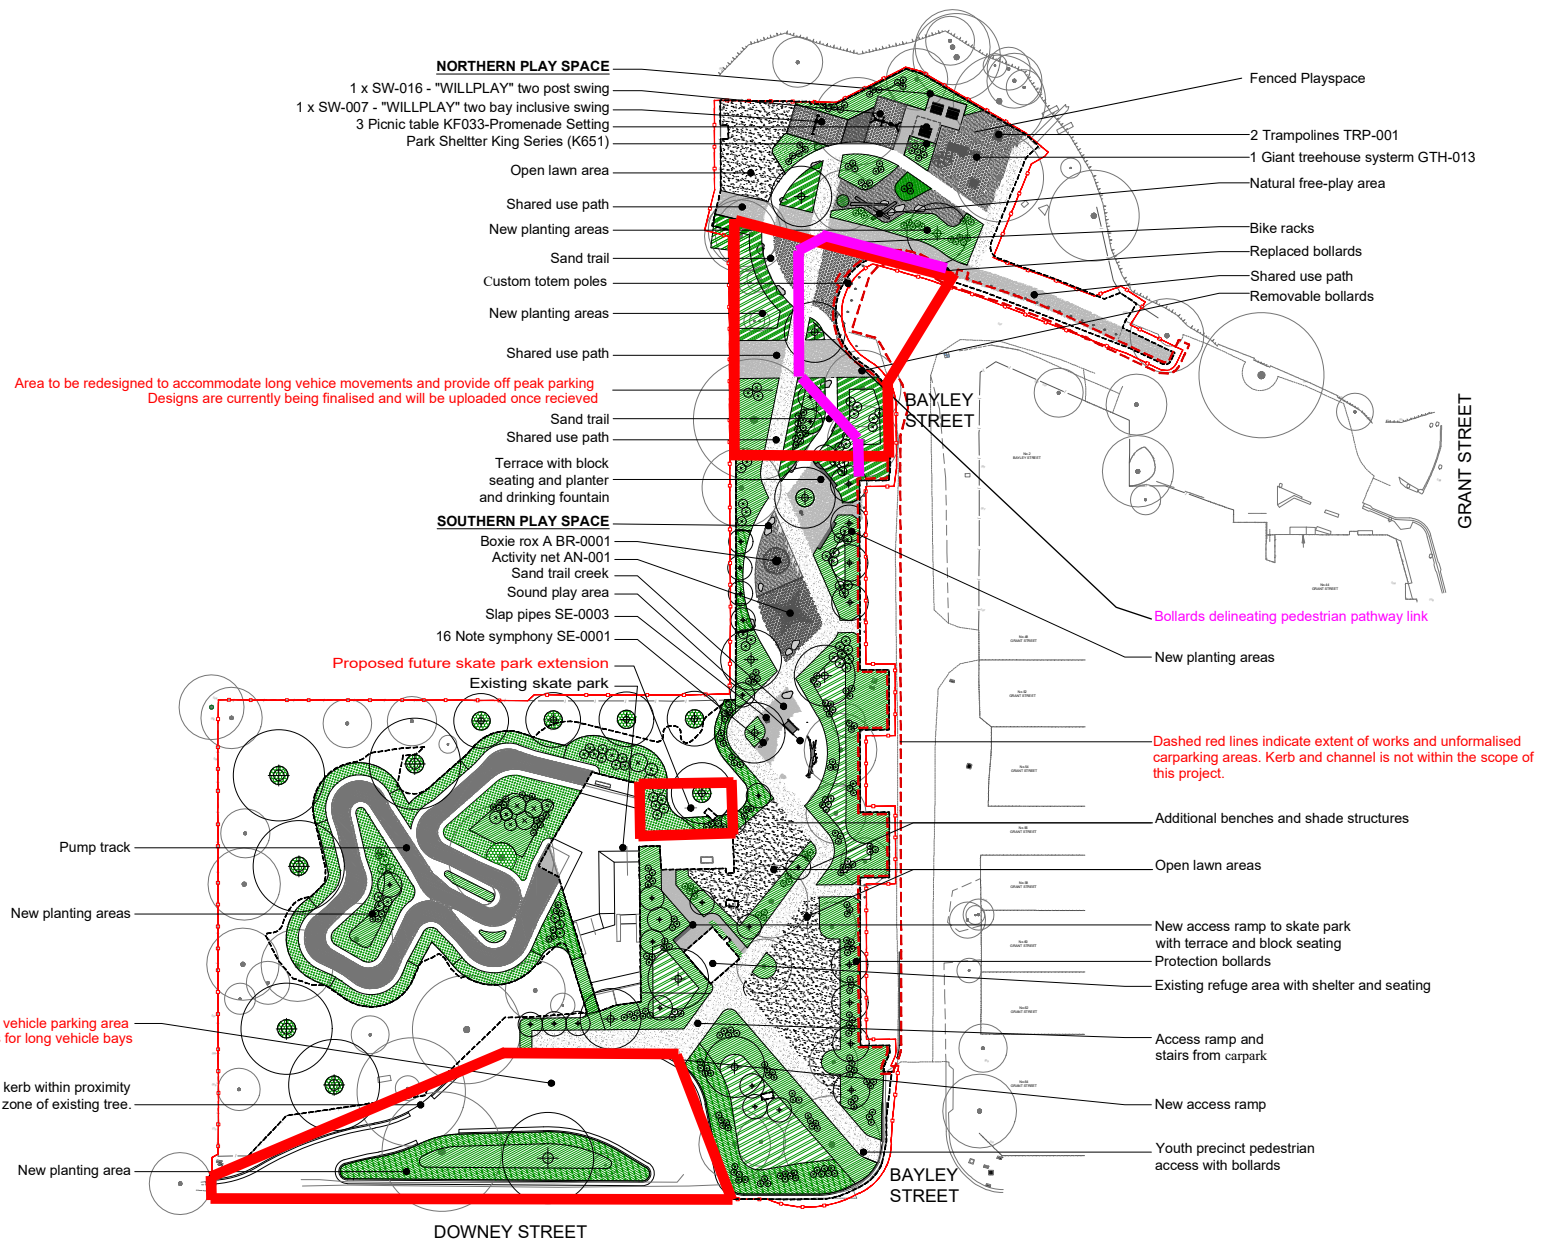 NORTHERN PLAY SPACE
1 x SW-016 - "WILLPLAY" two post swing
1 x SW-007 - "WILLPLAY" two bay inclusive swing
3 Picnic table KF033-Promenade Setting
Park Sheltter King Series (K651)
Open lawn area
Shared use path
New planting areas
Sand trail
Custom totem poles
New planting areas
Shared use path
Area to be redesigned to accommodate long vehice movements and provide off peak parking
Designs are currently being finalised and will be uploaded once recieved
Sand trail
Shared use path
Terrace with block
seating and planter
and drinking fountain
SOUTHERN PLAY SPACE
Boxie rox A BR-0001
Activity net AN-001
Sand trail creek
Sound play area
Slap pipes SE-0003
16 Note symphony SE-0001
Proposed future skate park extension
Existing skate park
Pump track
New planting areas
vehicle parking area
for long vehicle bays
kerb within proximity
zone of existing tree.
New planting area
DOWNEY STREET
Fenced Playspace
2 Trampolines TRP-001
1 Giant treehouse systerm GTH-013
Natural free-play area
Bike racks
Replaced bollards
Shared use path
Removable bollards
BAYLEY
STREET
GRANT STREET
Bollards delineating pedestrian pathway link
New planting areas
Dashed red lines indicate extent of works and unformalised
carparking areas. Kerb and channel is not within the scope of
this project.
Additional benches and shade structures
Open lawn areas
New access ramp to skate park
with terrace and block seating
Protection bollards
Existing refuge area with shelter and seating
Access ramp and
stairs from carpark
New access ramp
Youth precinct pedestrian
access with bollards
BAYLEY
STREET